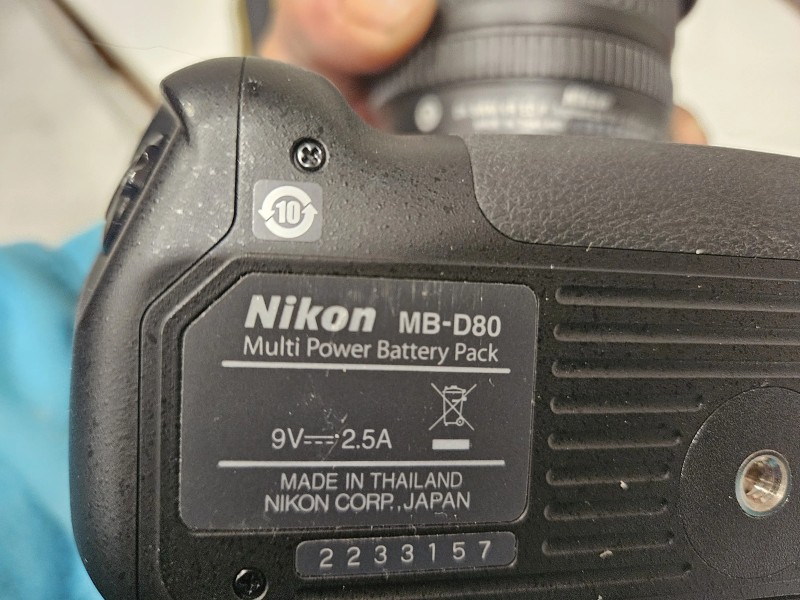 10
Nikon MB-D80
Multi Power Battery Pack
9V⎓2.5A
MADE IN THAILAND
NIKON CORP.,JAPAN
2233157